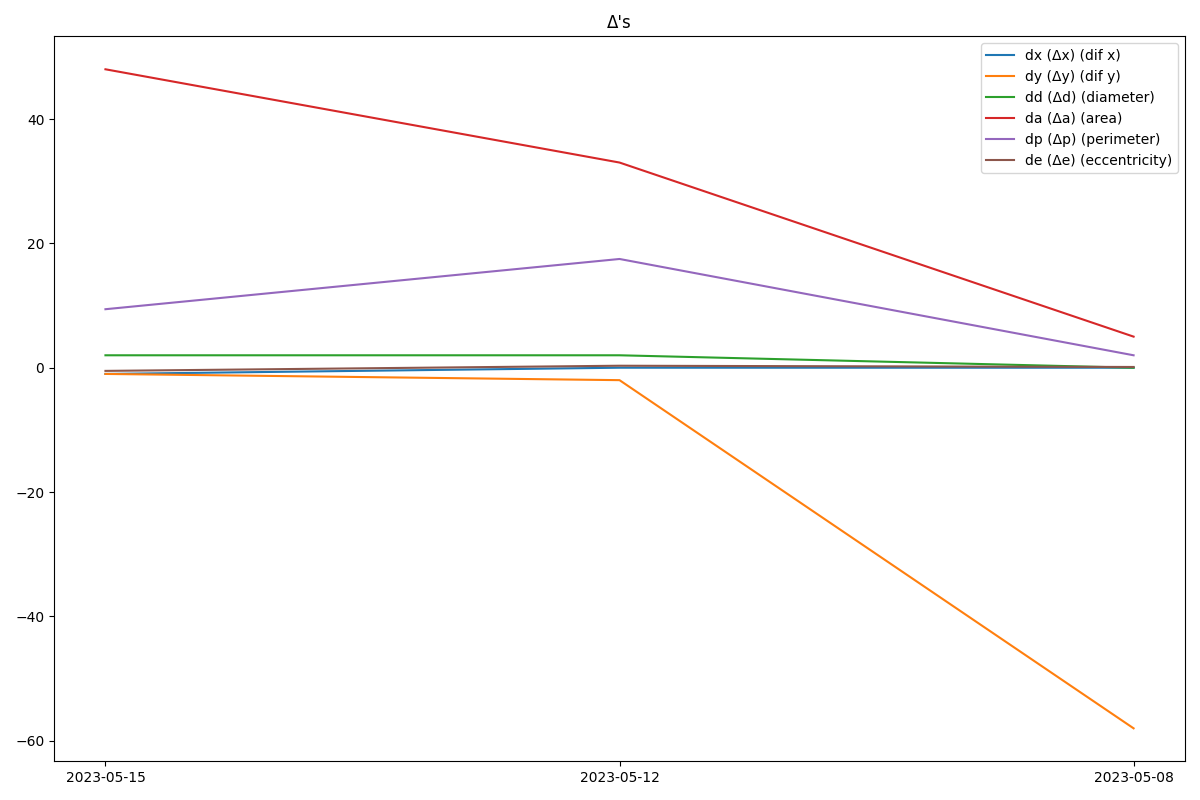 Δ's
dx (Δx) (dif x)
dy (Δy) (dif y)
dd (Δd) (diameter)
da (Δa) (area)
dp (Δp) (perimeter)
de (Δe) (eccentricity)
40
20
0
−20
−40
−60
2023-05-15 2023-05-12 2023-05-08